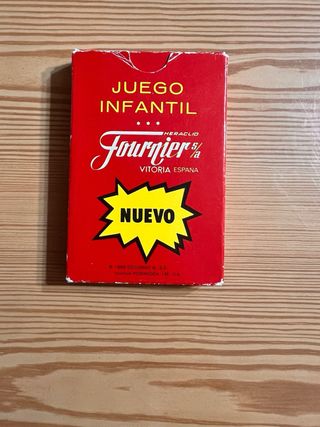 JUEGO
INFANTIL
HERACLIO
Fournier S/a
VITORIA ESPAÑA
NUEVO